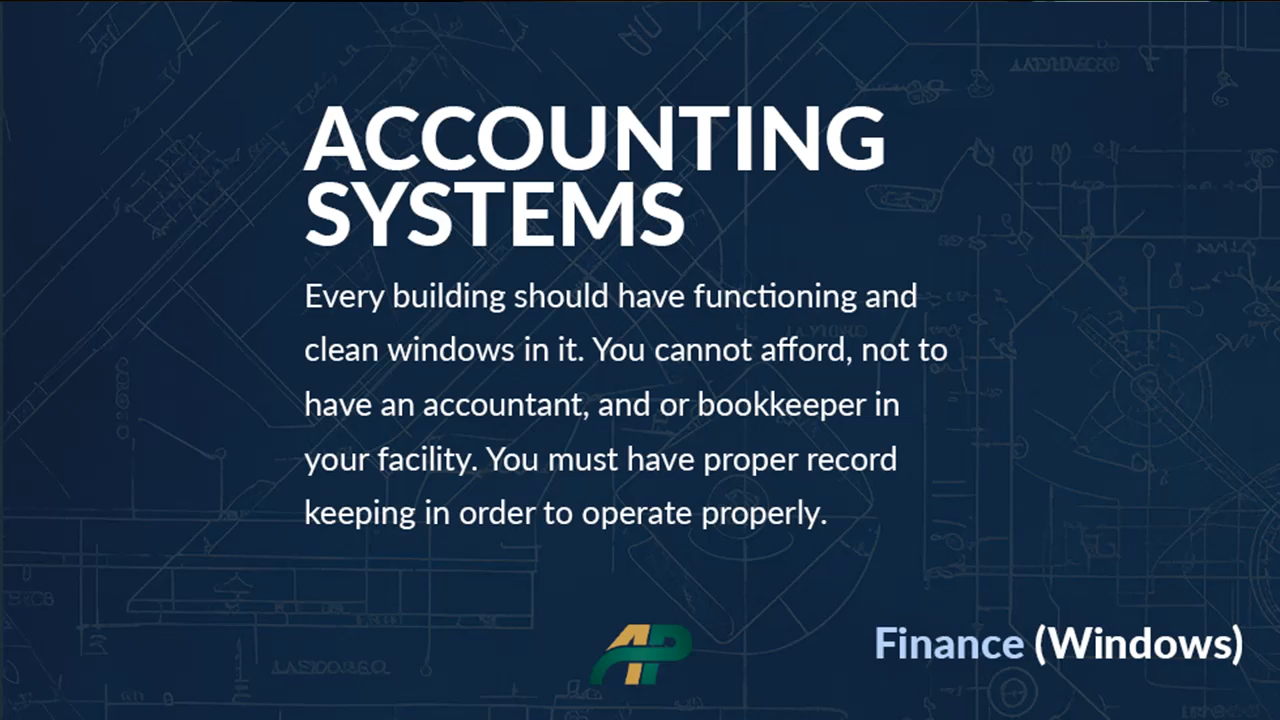 ACCOUNTING
SYSTEMS
Every building should have functioning and
clean windows in it. You cannot afford, not to
have an accountant, and or bookkeeper in
your facility. You must have proper record
keeping in order to operate properly.
AP
Finance (Windows)